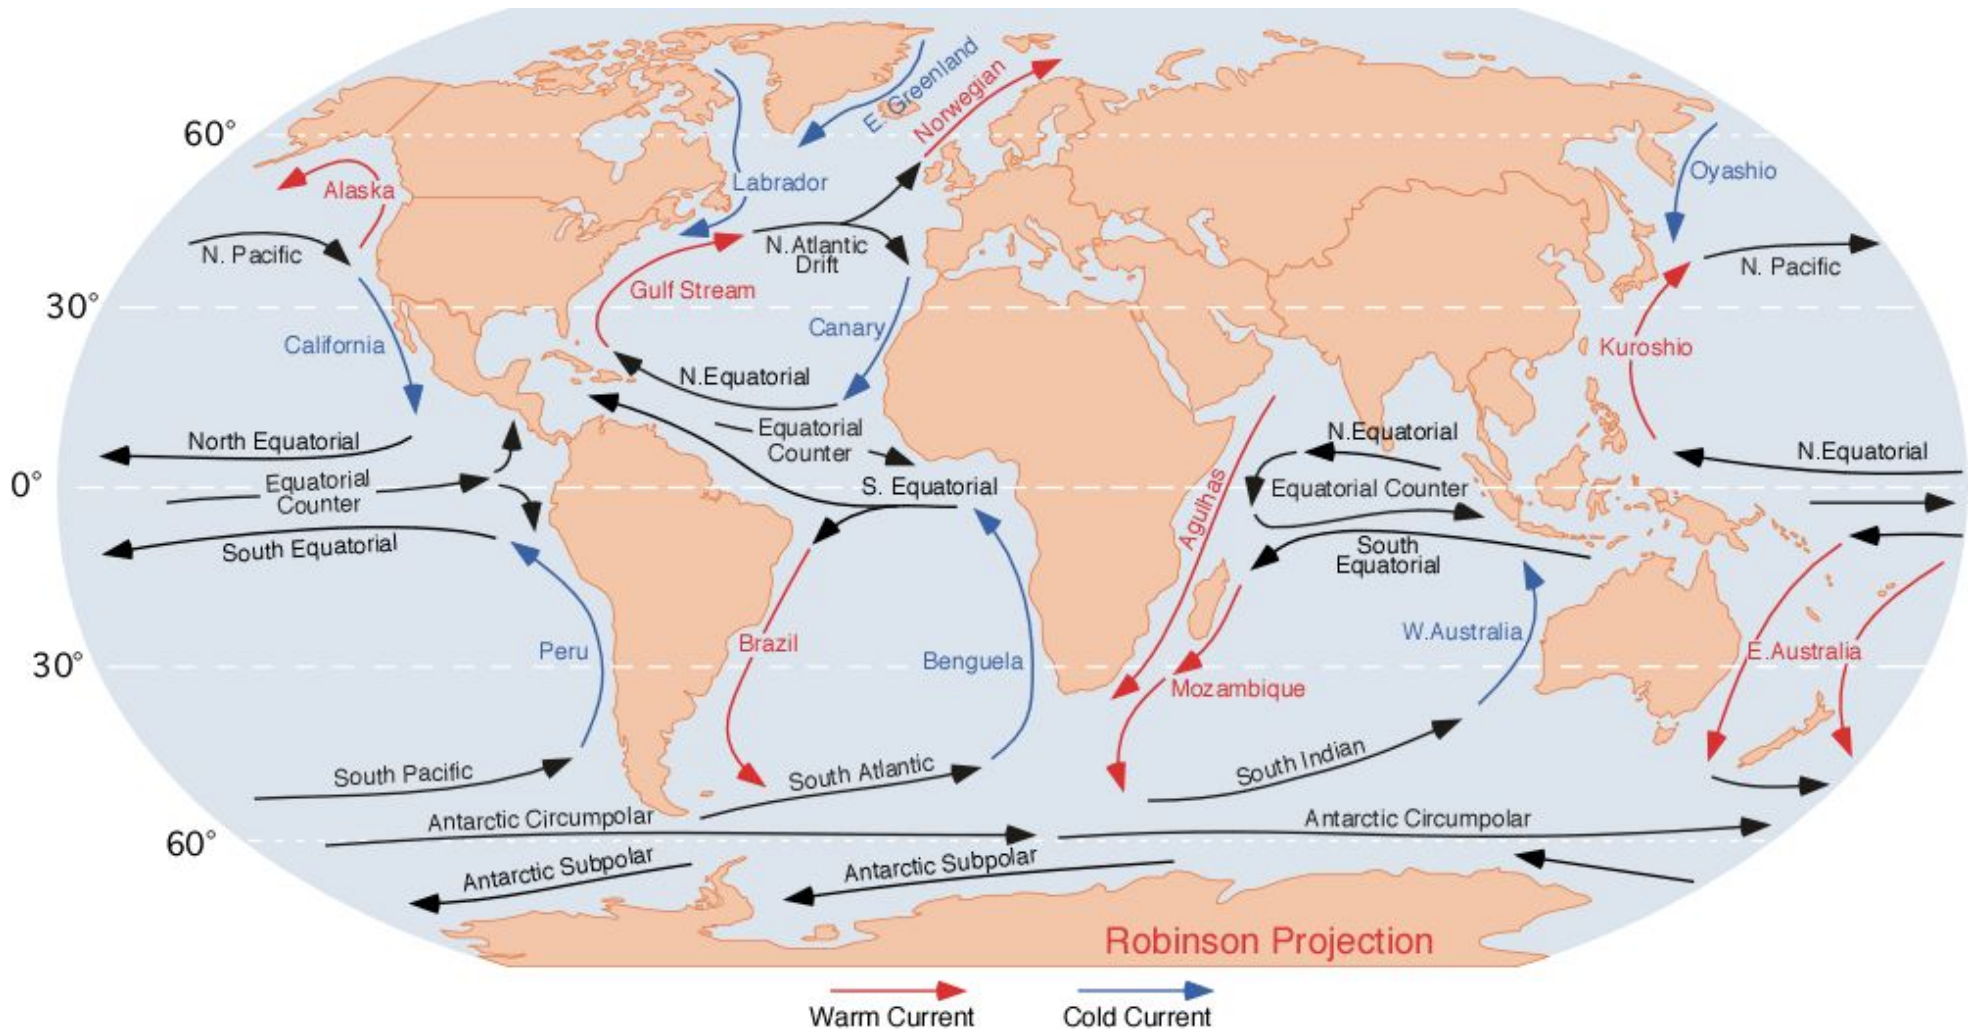 E. Greenland
Norwegian
60°
Labrador
Oyashio
Alaska
N. Pacific
N.Atlantic
Drift
N. Pacific
Gulf Stream
30°
Canary
California
Kuroshio
N.Equatorial
North Equatorial
Equatorial
Counter
N.Equatorial
N.Equatorial
0°
Equatorial
Counter
S. Equatorial
Equatorial Counter
Agulhas
South Equatorial
South
Equatorial
Peru
Brazil
Benguela
W.Australia
E.Australia
30°
Mozambique
South Pacific
South Atlantic
South Indian
Antarctic Circumpolar
Antarctic Circumpolar
60°
Antarctic Subpolar
Antarctic Subpolar
Robinson Projection
Warm Current
Cold Current